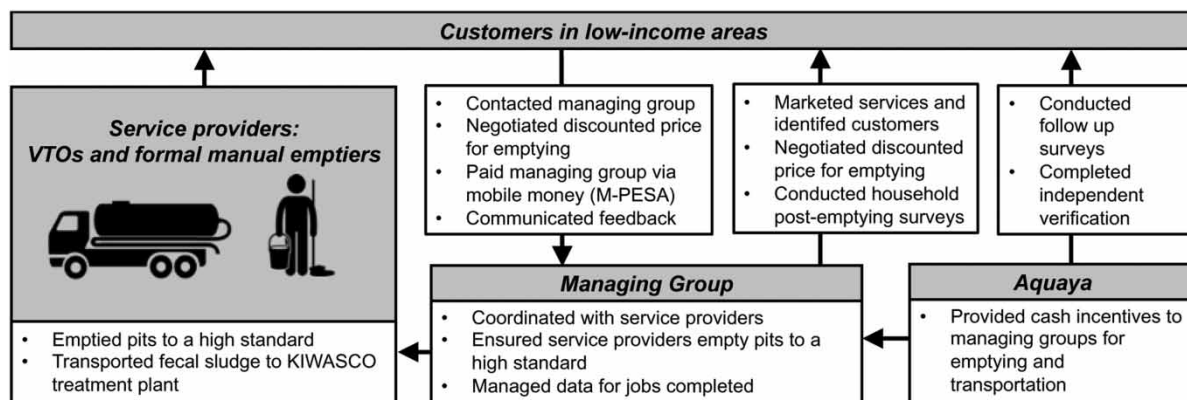 Customers in low-income areas
Service providers:
VTOs and formal manual emptiers
• Emptied pits to a high standard
• Transported fecal sludge to KIWASCO
treatment plant
• Contacted managing group
• Negotiated discounted price
for emptying
• Paid managing group via
mobile money (M-PESA)
• Communicated feedback
• Marketed services and
identifed customers
• Negotiated discounted
price for emptying
• Conducted household
post-emptying surveys
• Conducted
follow up
surveys
• Completed
independent
verification
Managing Group
• Coordinated with service providers
• Ensured service providers empty pits to a
high standard
• Managed data for jobs completed
Aquaya
• Provided cash incentives to
managing groups for
emptying and
transportation